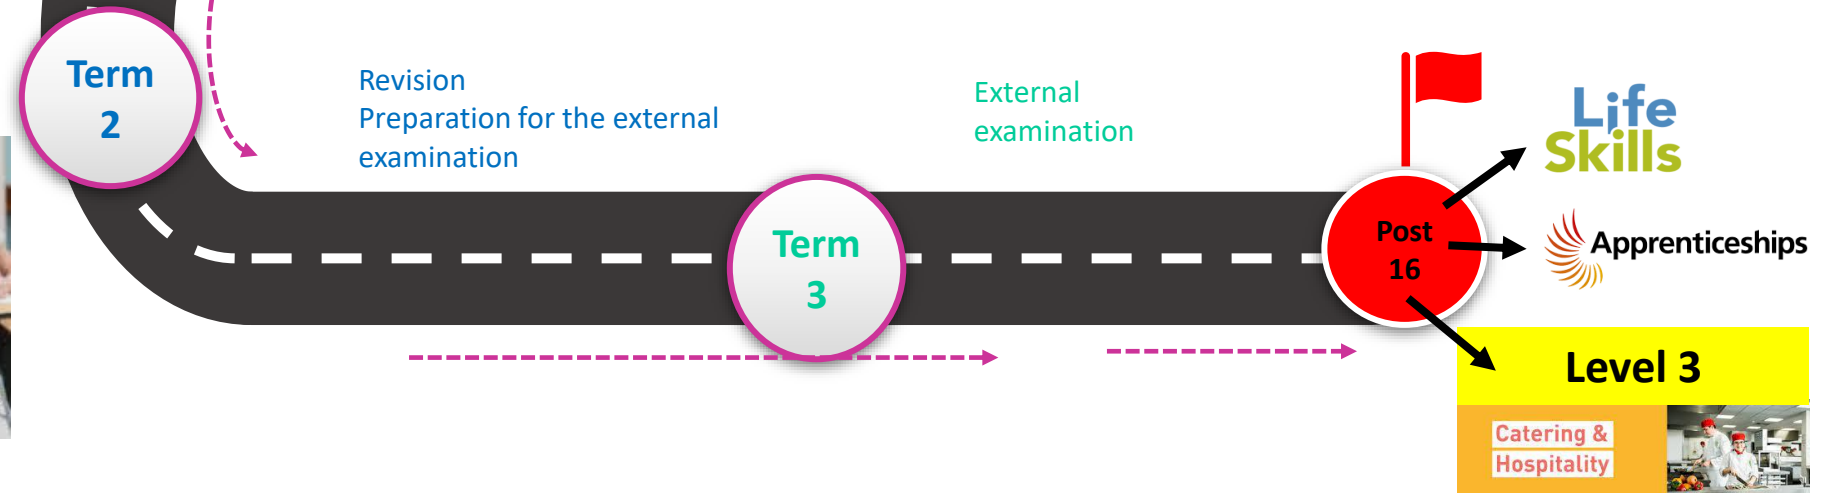 Term
2
Revision
Preparation for the external
examination
Term
3
External
examination
Post
16
Life
Skills
Apprenticeships
Level 3
Catering &
Hospitality